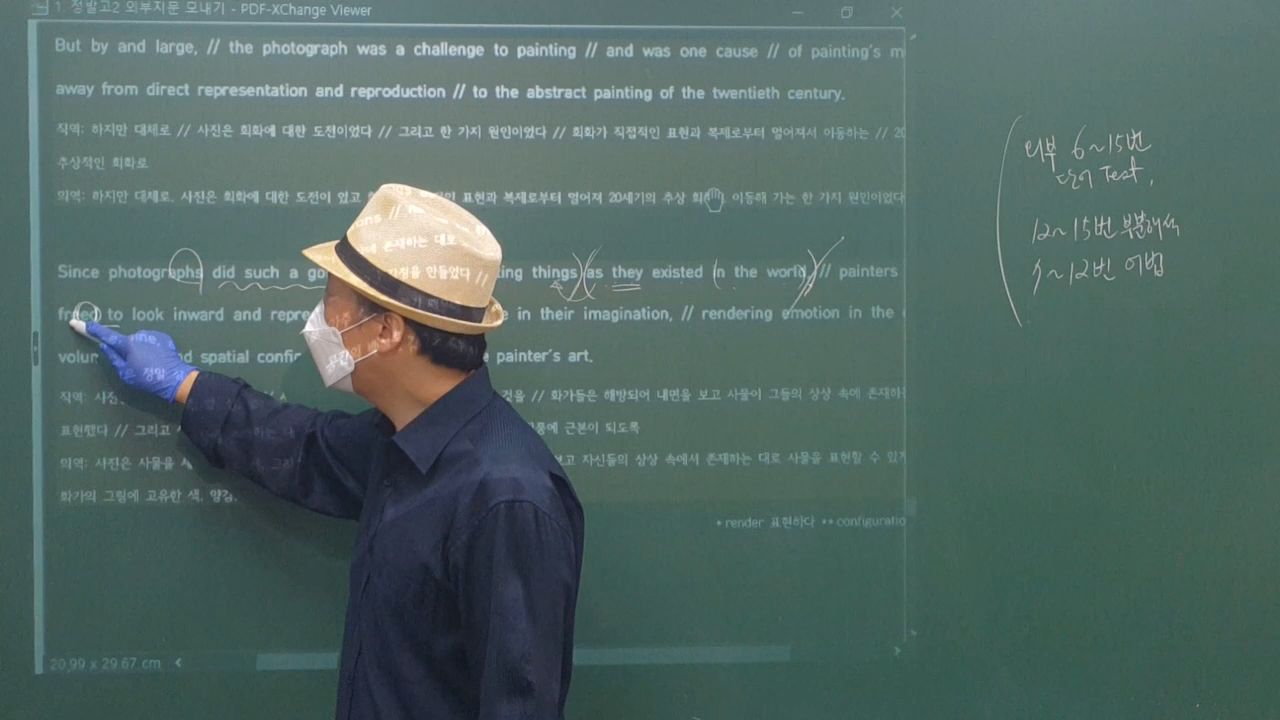 1. 정발고2 외부지문 모내기 - PDF-XChange Viewer
But by and large, // the photograph was a challenge to painting // and was one cause // of painting's m
away from direct representation and reproduction // to the abstract painting of the twentieth century.
직역: 하지만 대체로 // 사진은 회화에 대한 도전이었다 // 그리고 한 가지 원인이었다 // 회화가 직접적인 표현과 복제로부터 멀어져서 이동하는 // 20
추상적인 회화로
의역: 하지만 대체로, 사진은 회화에 대한 도전이 었고 한 표현과 복제로부터 멀어져 20세기의 추상 이동해 가는 한 가지 원인이었다
Since photographs did such a go things as they existed in the world, // painters
freed to look inward and repre e in their imagination, // rendering emotion in the
volum nd spatial confi painter's art.
직역: 사진 것을 // 화가들은 해방되어 내면을 보고 사물이 그들의 상상 속에 존재하
표현했다 // 그리고 품에 근본이 되도록
의역: 사진은 사물을 보고 자신들의 상상 속에서 존재하는 대로 사물을 표현할 수 있
화가의 그림에 고유한 색, 양감,
* render 표현하다 ** configuratio
20.99 x 29.67 cm
외부 6~15번
단어 Test,
12~15번 부분해석
1~12번 어법